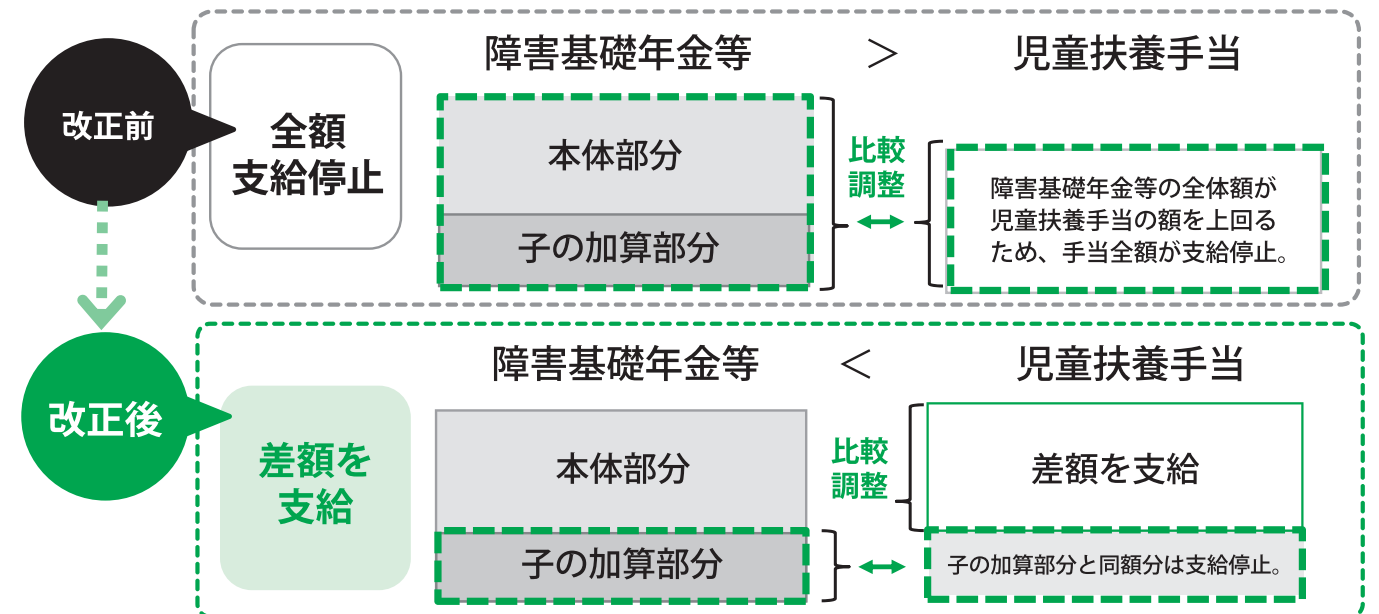 改正前
全額
支給停止
障害基礎年金等
＞
児童扶養手当
本体部分
子の加算部分
比較
調整
障害基礎年金等の全体額が
児童扶養手当の額を上回る
ため、手当全額が支給停止。
改正後
差額を
支給
障害基礎年金等
＜
児童扶養手当
本体部分
子の加算部分
比較
調整
差額を支給
子の加算部分と同額分は支給停止。